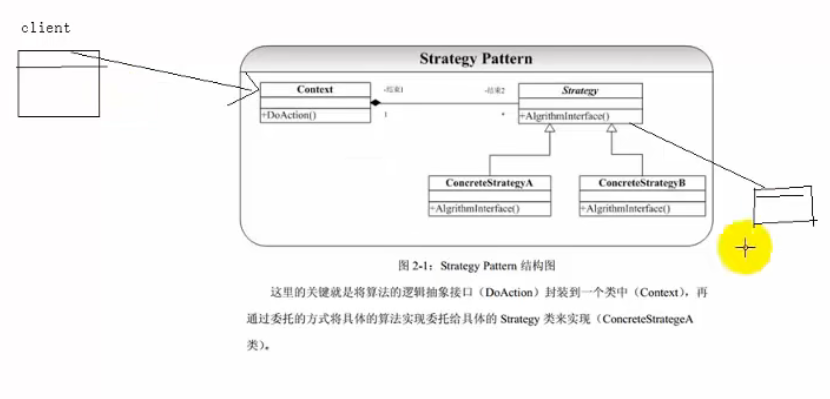 client
Strategy Pattern
Context
-结束1
-结束2
Strategy
+DoAction()
1
*
+AlgrithmInterface()
ConcreteStrategyA
ConcreteStrategyB
+AlgrithmInterface()
+AlgrithmInterface()
图 2-1：Strategy Pattern 结构图
这里的关键就是将算法的逻辑抽象接口（DoAction）封装到一个类中（Context），再
通过委托的方式将具体的算法实现委托给具体的 Strategy 类来实现（ConcreteStrategeA
类）。